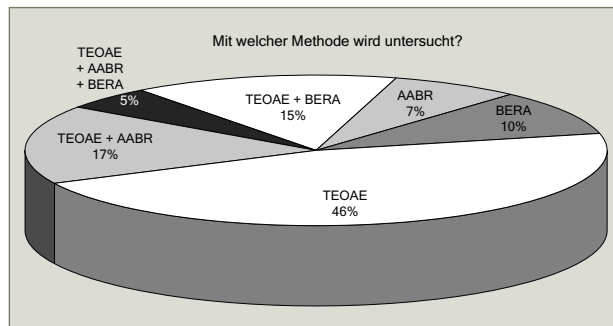 Mit welcher Methode wird untersucht?
TEOAE
+ AABR
+ BERA
5%
TEOAE + BERA
15%
AABR
7%
BERA
10%
TEOAE + AABR
17%
TEOAE
46%